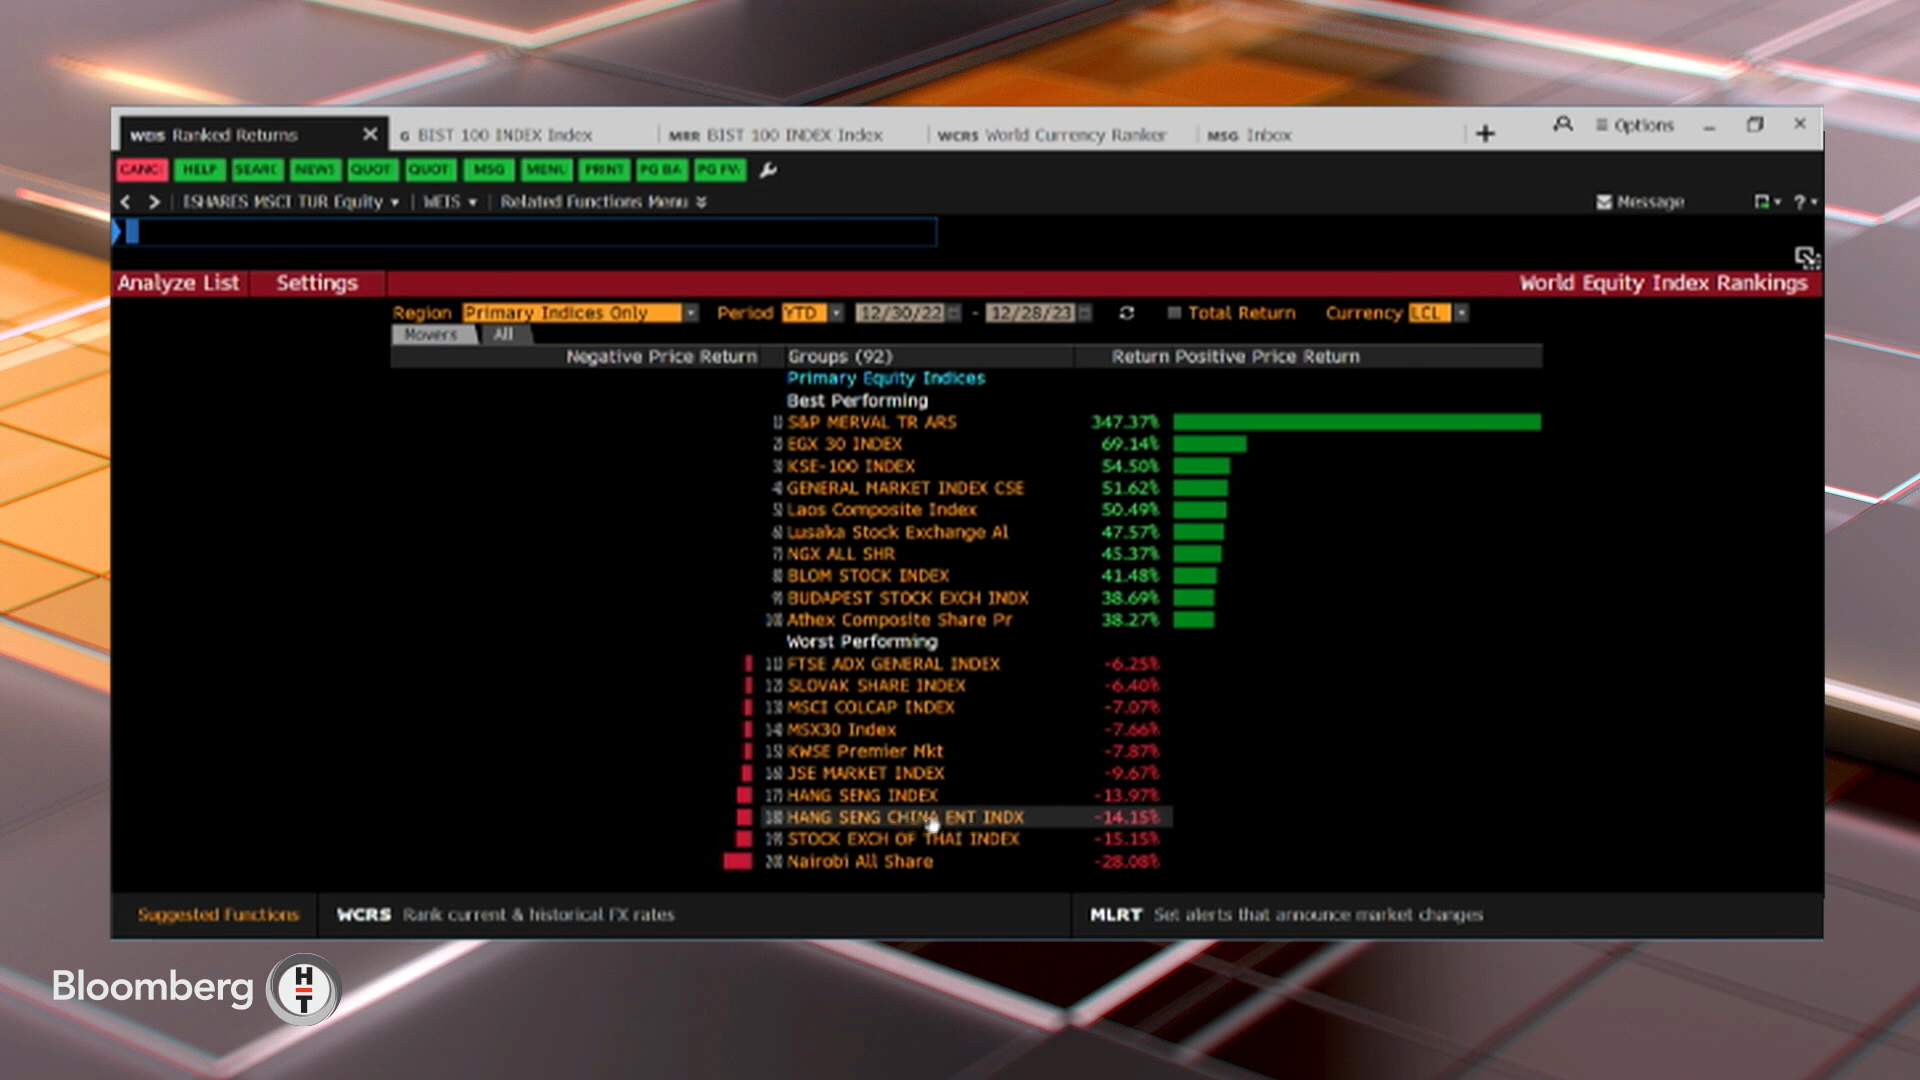 WEIS Ranked Returns
G BIST 100 INDEX Index
MRR BIST 100 INDEX Index
WCRS World Currency Ranker
MSG Inbox
Options
CANC HELP SEARC NEWS QUOT QUOT MSG MENU PRINT PG BA PG FW
ISHARES MSCI TUR Equity WEIS Related Functions Menu
Message
?
Analyze List Settings World Equity Index Rankings
Region Primary Indices Only Period YTD 12/30/22 - 12/28/23 Total Return Currency LCL
Movers All
Negative Price Return Groups (92) Return Positive Price Return
Primary Equity Indices
Best Performing
1) S&P MERVAL TR ARS 347.37%
2) EGX 30 INDEX 69.14%
3) KSE-100 INDEX 54.50%
4) GENERAL MARKET INDEX CSE 51.62%
5) Laos Composite Index 50.49%
6) Lusaka Stock Exchange Al 47.57%
7) NGX ALL SHR 45.37%
8) BLOM STOCK INDEX 41.48%
9) BUDAPEST STOCK EXCH INDX 38.69%
10) Athex Composite Share Pr 38.27%
Worst Performing
11) FTSE ADX GENERAL INDEX -6.25%
12) SLOVAK SHARE INDEX -6.40%
13) MSCI COLCAP INDEX -7.07%
14) MSX30 Index -7.66%
15) KWSE Premier Mkt -7.87%
16) JSE MARKET INDEX -9.67%
17) HANG SENG INDEX -13.97%
18) HANG SENG CHINA ENT INDX -14.15%
19) STOCK EXCH OF THAI INDEX -15.15%
20) Nairobi All Share -28.08%
Suggested Functions WCRS Rank current & historical FX rates MLRT Set alerts that announce market changes
Bloomberg HT